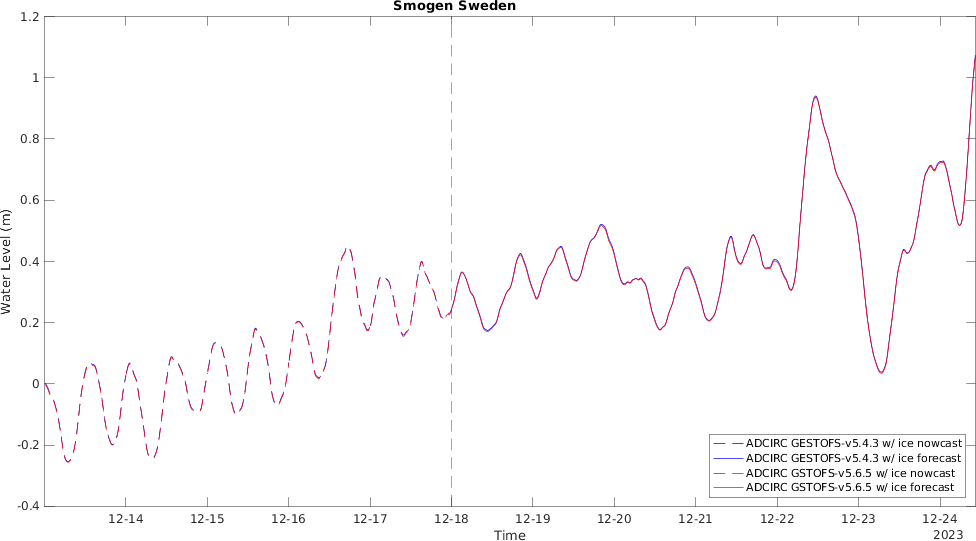 Smogen Sweden
1.2
1
0.8
0.6
0.4
0.2
0
-0.2
-0.4
Water Level (m)
ADCIRC GESTOFS-v5.4.3 w/ ice nowcast
ADCIRC GESTOFS-v5.4.3 w/ ice forecast
ADCIRC GSTOFS-v5.6.5 w/ ice nowcast
ADCIRC GSTOFS-v5.6.5 w/ ice forecast
12-14 12-15 12-16 12-17 12-18 12-19 12-20 12-21 12-22 12-23 12-24
Time
2023